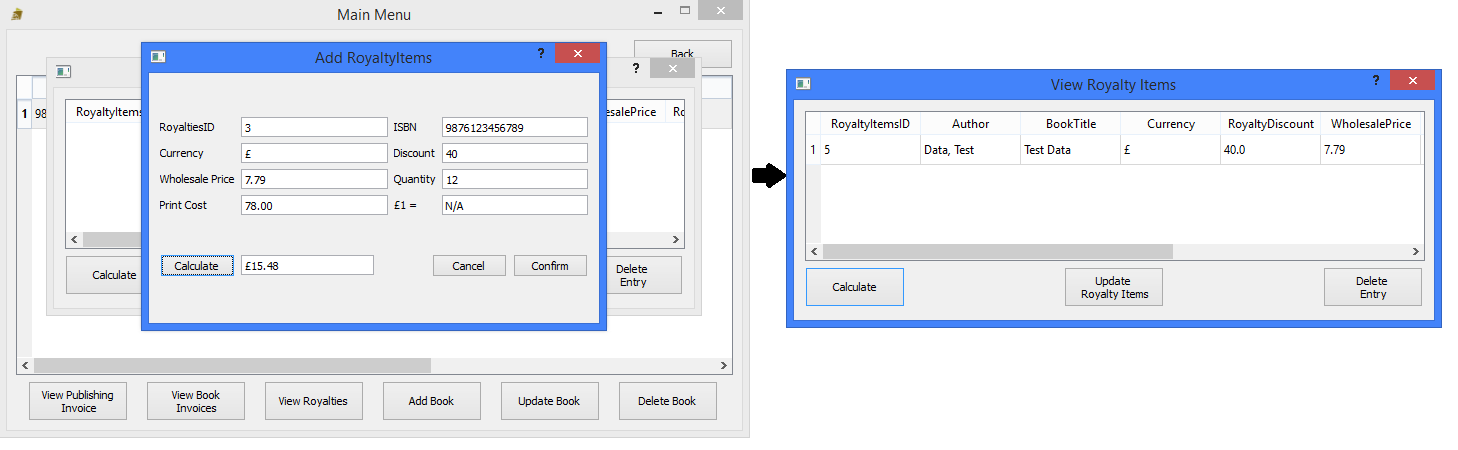 Main Menu
Back
?
Add RoyaltyItems
?
RoyaltyItems
esalePrice
1
98
RoyaltiesID
3
ISBN
9876123456789
Currency
£
Discount
40
Wholesale Price
7.79
Quantity
12
Print Cost
78.00
£1 =
N/A
Calculate
£15.48
Cancel
Confirm
Calculate
Delete
Entry
View Publishing
Invoice
View Book
Invoices
View Royalties
Add Book
Update Book
Delete Book
View Royalty Items
?
RoyaltyItemsID Author BookTitle Currency RoyaltyDiscount WholesalePrice
1 5 Data, Test Test Data £ 40.0 7.79
Calculate
Update
Royalty Items
Delete
Entry